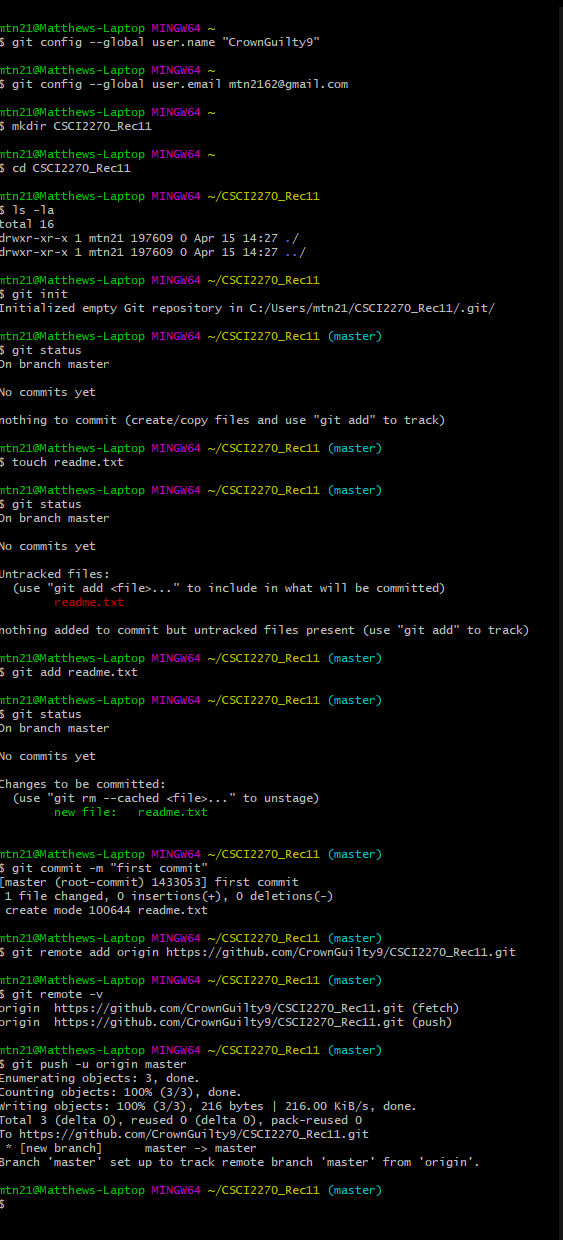 mtn21@Matthews-Laptop MINGW64 ~
$ git config --global user.name "CrownGuilty9"
mtn21@Matthews-Laptop MINGW64 ~
$ git config --global user.email mtn2162@gmail.com
mtn21@Matthews-Laptop MINGW64 ~
$ mkdir CSCI2270_Rec11
mtn21@Matthews-Laptop MINGW64 ~
$ cd CSCI2270_Rec11
mtn21@Matthews-Laptop MINGW64 ~/CSCI2270_Rec11
$ ls -la
total 16
drwxr-xr-x 1 mtn21 197609 0 Apr 15 14:27 ./
drwxr-xr-x 1 mtn21 197609 0 Apr 15 14:27 ../
mtn21@Matthews-Laptop MINGW64 ~/CSCI2270_Rec11
$ git init
Initialized empty Git repository in C:/Users/mtn21/CSCI2270_Rec11/.git/
mtn21@Matthews-Laptop MINGW64 ~/CSCI2270_Rec11 (master)
$ git status
On branch master
No commits yet
nothing to commit (create/copy files and use "git add" to track)
mtn21@Matthews-Laptop MINGW64 ~/CSCI2270_Rec11 (master)
$ touch readme.txt
mtn21@Matthews-Laptop MINGW64 ~/CSCI2270_Rec11 (master)
$ git status
On branch master
No commits yet
Untracked files:
  (use "git add <file>..." to include in what will be committed)
        readme.txt
nothing added to commit but untracked files present (use "git add" to track)
mtn21@Matthews-Laptop MINGW64 ~/CSCI2270_Rec11 (master)
$ git add readme.txt
mtn21@Matthews-Laptop MINGW64 ~/CSCI2270_Rec11 (master)
$ git status
On branch master
No commits yet
Changes to be committed:
  (use "git rm --cached <file>..." to unstage)
        new file:   readme.txt
mtn21@Matthews-Laptop MINGW64 ~/CSCI2270_Rec11 (master)
$ git commit -m "first commit"
[master (root-commit) 1433053] first commit
 1 file changed, 0 insertions(+), 0 deletions(-)
 create mode 100644 readme.txt
mtn21@Matthews-Laptop MINGW64 ~/CSCI2270_Rec11 (master)
$ git remote add origin https://github.com/CrownGuilty9/CSCI2270_Rec11.git
mtn21@Matthews-Laptop MINGW64 ~/CSCI2270_Rec11 (master)
$ git remote -v
origin  https://github.com/CrownGuilty9/CSCI2270_Rec11.git (fetch)
origin  https://github.com/CrownGuilty9/CSCI2270_Rec11.git (push)
mtn21@Matthews-Laptop MINGW64 ~/CSCI2270_Rec11 (master)
$ git push -u origin master
Enumerating objects: 3, done.
Counting objects: 100% (3/3), done.
Writing objects: 100% (3/3), 216 bytes | 216.00 KiB/s, done.
Total 3 (delta 0), reused 0 (delta 0), pack-reused 0
To https://github.com/CrownGuilty9/CSCI2270_Rec11.git
 * [new branch]      master -> master
Branch 'master' set up to track remote branch 'master' from 'origin'.
mtn21@Matthews-Laptop MINGW64 ~/CSCI2270_Rec11 (master)
$